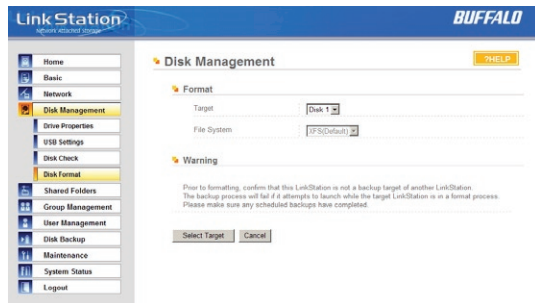 LinkStation
network attached storage
BUFFALO
Home
Basic
Network
Disk Management
Drive Properties
USB Settings
Disk Check
Disk Format
Shared Folders
Group Management
User Management
Disk Backup
Maintenance
System Status
Logout
Disk Management
?HELP
Format
Target
Disk 1
File System
XFS(Default)
Warning
Prior to formatting, confirm that this LinkStation is not a backup target of another LinkStation.
The backup process will fail if it attempts to launch while the target LinkStation is in a format process.
Please make sure any scheduled backups have completed.
Select Target
Cancel